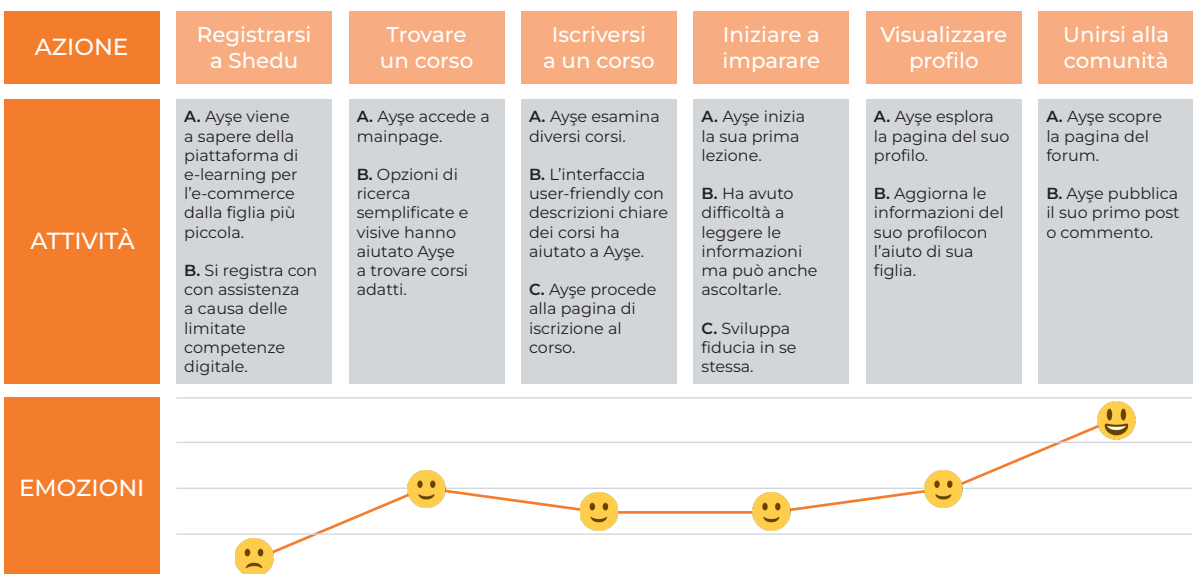 AZIONE
Registrarsi
a Shedu
Trovare
un corso
Iscriversi
a un corso
Iniziare a
imparare
Visualizzare
profilo
Unirsi alla
comunità
ATTIVITÀ
A. Ayşe viene
a sapere della
piattaforma di
e-learning per
l'e-commerce
dalla figlia più
piccola.
B. Si registra con
con assistenza
a causa delle
limitate
competenze
digitale.
A. Ayşe accede a
mainpage.
B. Opzioni di
ricerca
semplificate e
visive hanno
aiutato Ayşe
a trovare corsi
adatti.
A. Ayşe esamina
diversi corsi.
B. L'interfaccia
user-friendly con
descrizioni chiare
dei corsi ha
aiutato a Ayşe.
C. Ayşe procede
alla pagina di
iscrizione al
corso.
A. Ayşe inizia
la sua prima
lezione.
B. Ha avuto
difficoltà a
leggere le
informazioni
ma può anche
ascoltarle.
C. Sviluppa
fiducia in se
stessa.
A. Ayşe esplora
la pagina del suo
profilo.
B. Aggiorna le
informazioni del
suo profilocon
l'aiuto di sua
figlia.
A. Ayşe scopre
la pagina del
forum.
B. Ayşe pubblica
il suo primo post
o commento.
EMOZIONI